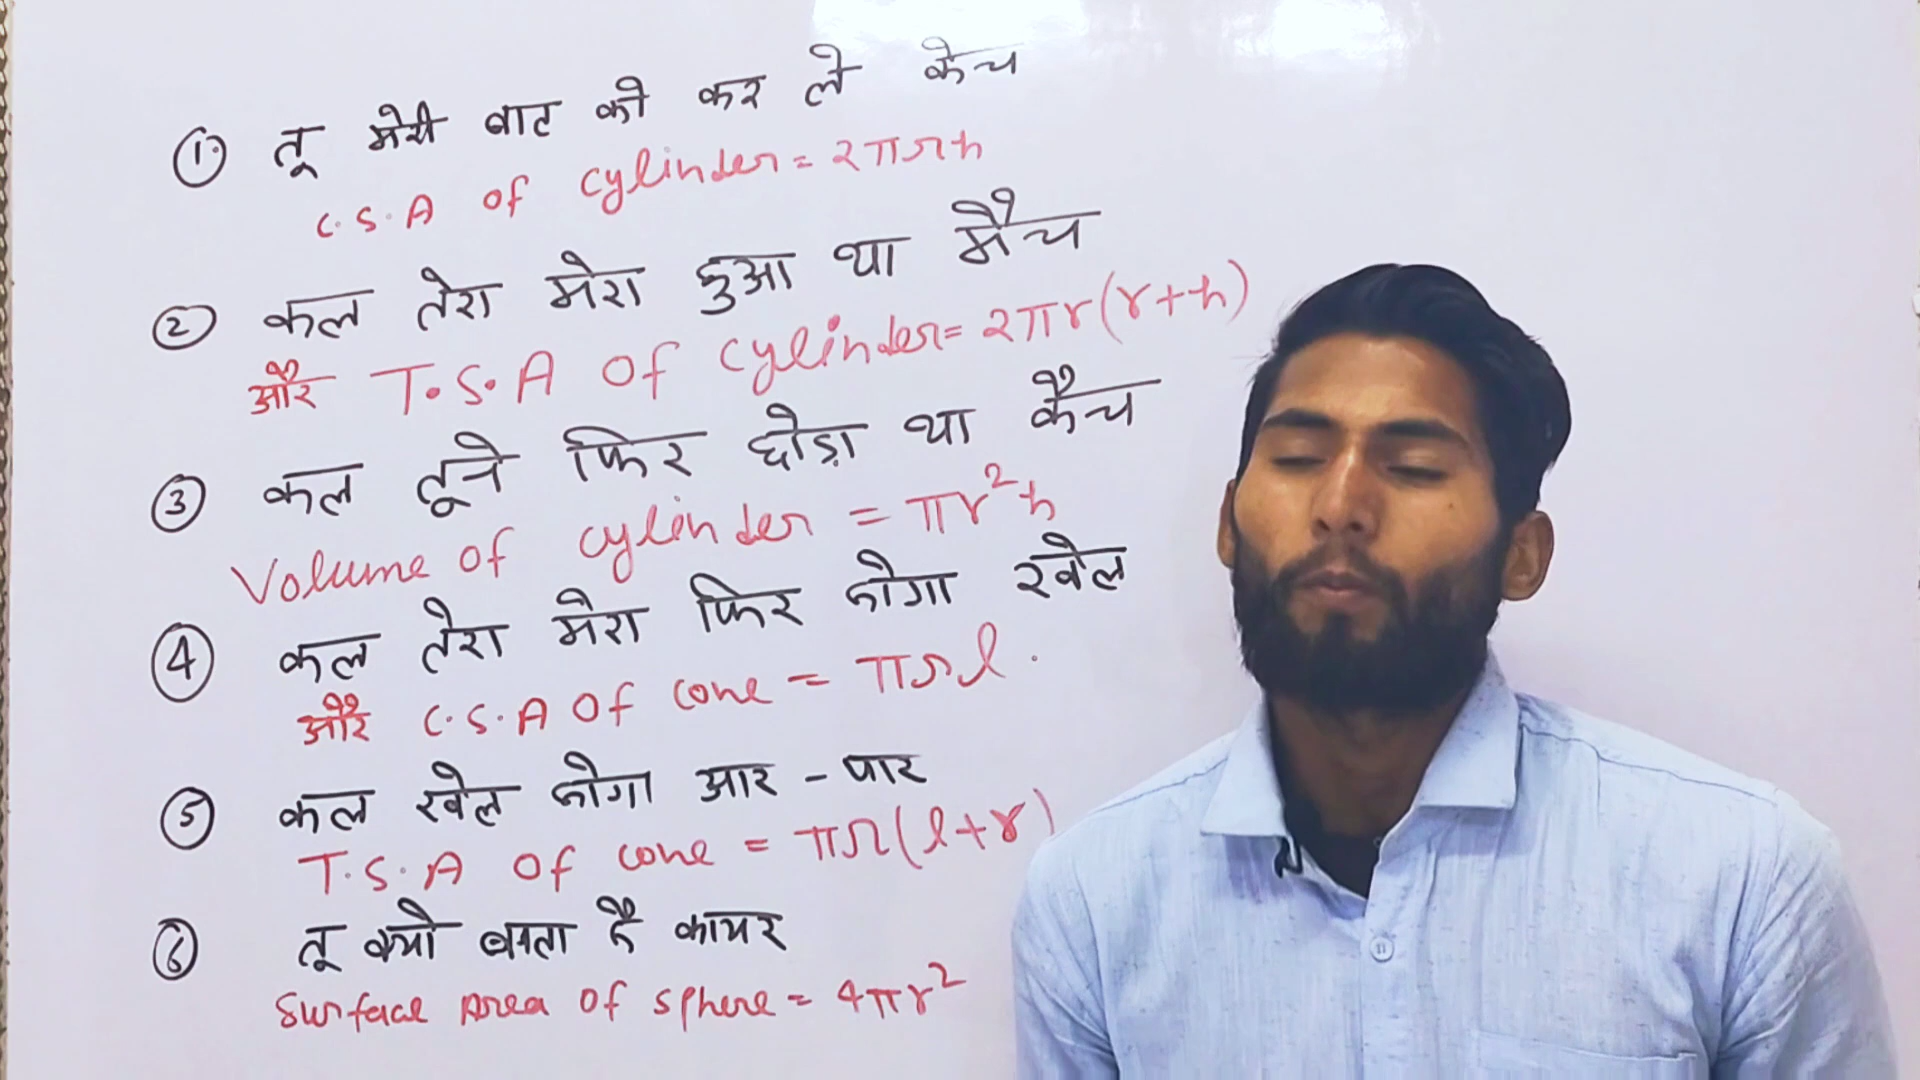 ① तू मेरी बात को कर ले केच
C.S.A of cylinder = 2πrh
② कल तेरा मेरा हुआ था मैच
और T.S.A of cylinder = 2πr(r+h)
③ कल तूने फिर छोड़ा था कैच
Volume of cylinder = πr²h
④ कल तेरा मेरा फिर होगा खेल
और C.S.A of cone = πrl.
⑤ कल खेल होगा आर - पार
T.S.A of cone = πr(l+r)
⑥ तू क्यो बनता है कायर
Surface Area of sphere = 4πr²